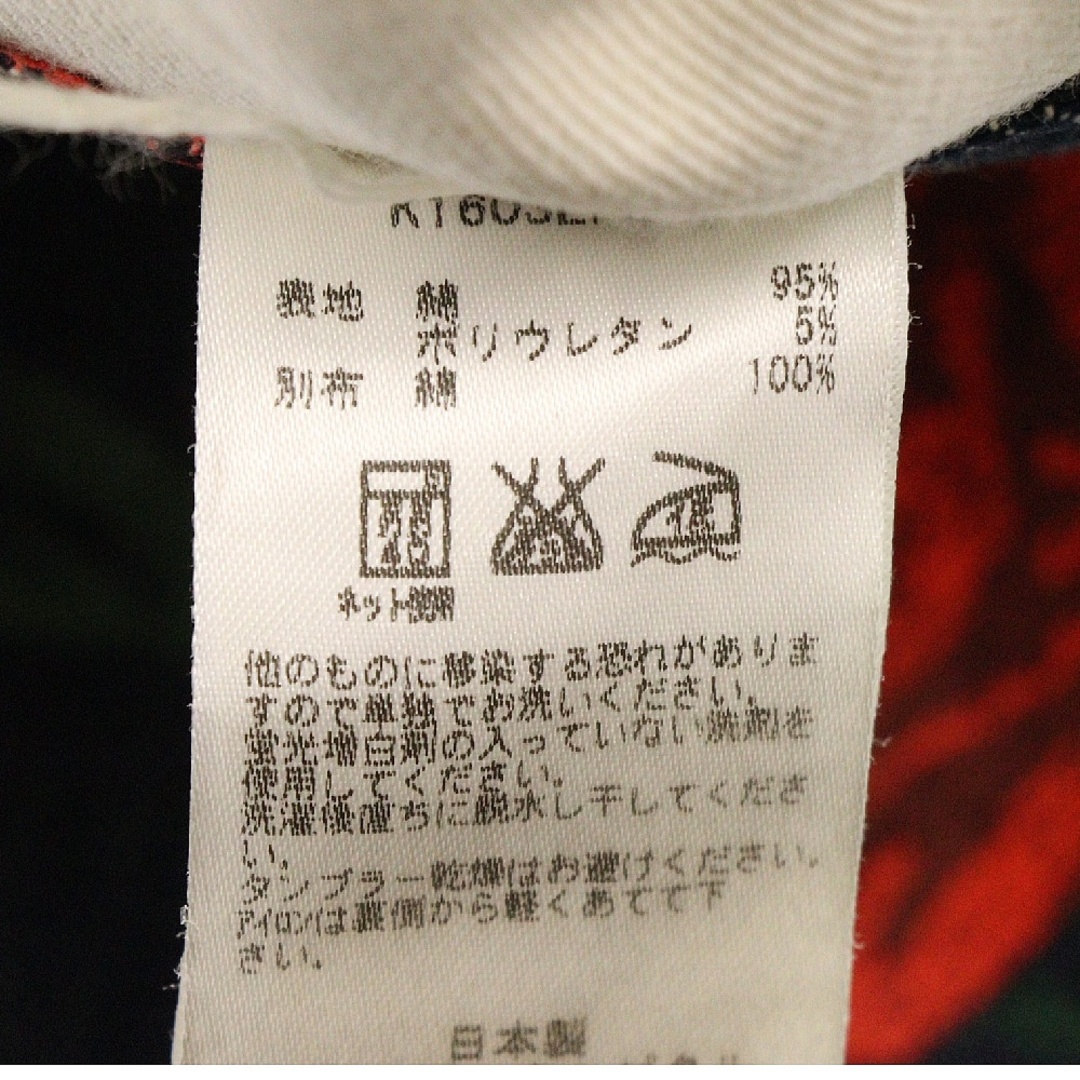 表地 綿 95%
ポリウレタン 5%
別布 綿 100%
40
中
ネット使用
他のものに移染する恐れがありま
すので単独でお洗いください。
蛍光増白剤の入っていない洗剤を
使用してください。
洗濯後直ちに脱水し干してくださ
い。
タンブラー乾燥はお避けください。
アイロンは裏側から軽くあてて下
さい。
日本製